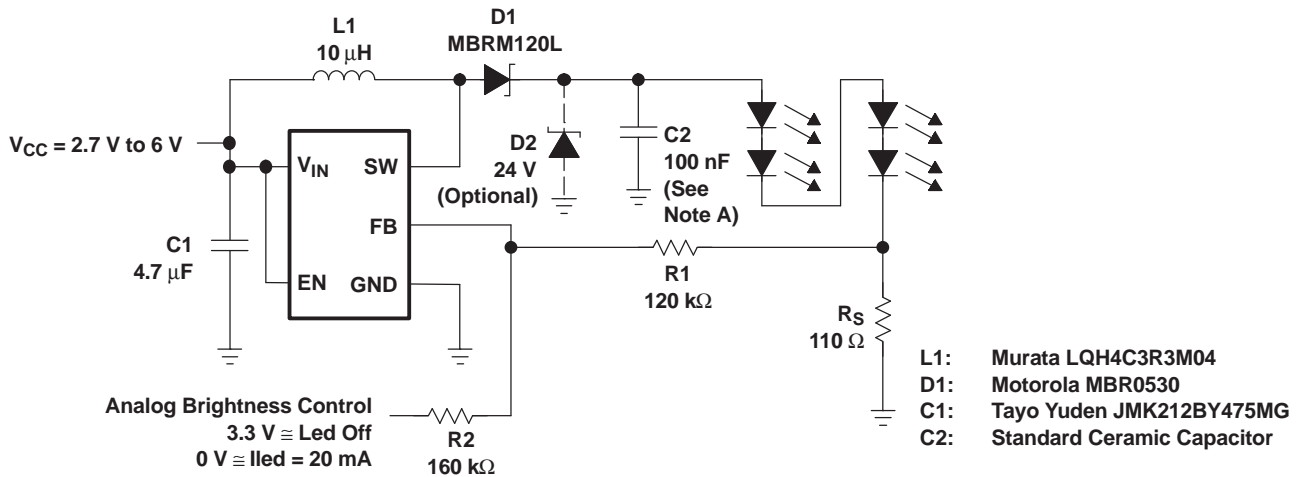 L1
10 μH
D1
MBRM120L
VCC = 2.7 V to 6 V
VIN
SW
FB
EN
GND
C1
4.7 μF
D2
24 V
(Optional)
C2
100 nF
(See
Note A)
R1
120 kΩ
RS
110 Ω
Analog Brightness Control
3.3 V ≅ Led Off
0 V ≅ Iled = 20 mA
R2
160 kΩ
L1: Murata LQH4C3R3M04
D1: Motorola MBR0530
C1: Tayo Yuden JMK212BY475MG
C2: Standard Ceramic Capacitor